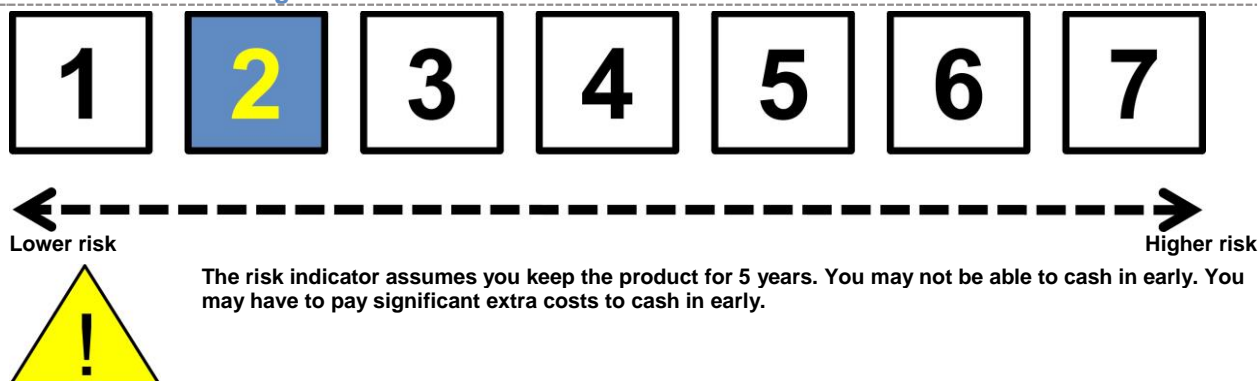 1 2 3 4 5 6 7
Lower risk Higher risk
The risk indicator assumes you keep the product for 5 years. You may not be able to cash in early. You
may have to pay significant extra costs to cash in early.
!